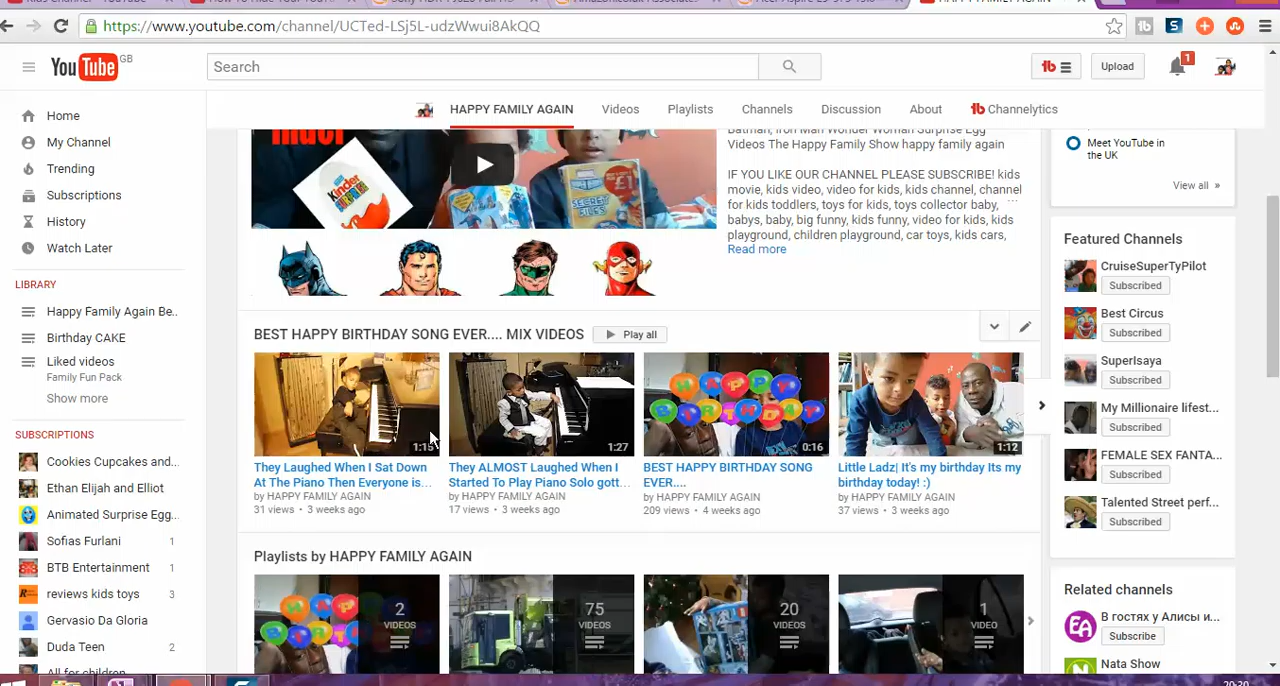 https://www.youtube.com/channel/UCTed-LSj5L-udzWwui8AkQQ
YouTube GB
Search
Upload
1
HAPPY FAMILY AGAIN
Videos
Playlists
Channels
Discussion
About
Channelytics
Home
My Channel
Trending
Subscriptions
History
Watch Later
LIBRARY
Happy Family Again Be..
Birthday CAKE
Liked videos
Family Fun Pack
Show more
SUBSCRIPTIONS
Cookies Cupcakes and...
Ethan Elijah and Elliot
Animated Surprise Egg...
Sofias Furlani 1
BTB Entertainment 1
reviews kids toys 3
Gervasio Da Gloria
Duda Teen 2
All for children
Kinder
SECRET
FILES
Batman, Iron Man Wonder Woman Surprise Egg
Videos The Happy Family Show happy family again
IF YOU LIKE OUR CHANNEL PLEASE SUBSCRIBE! kids
movie, kids video, video for kids, kids channel, channel
for kids toddlers, toys for kids, toys collector baby,
babys, baby, big funny, kids funny, video for kids, kids
playground, children playground, car toys, kids cars,
...
Read more
BEST HAPPY BIRTHDAY SONG EVER.... MIX VIDEOS
Play all
1:15
They Laughed When I Sat Down
At The Piano Then Everyone is...
by HAPPY FAMILY AGAIN
31 views • 3 weeks ago
1:27
They ALMOST Laughed When I
Started To Play Piano Solo gott...
by HAPPY FAMILY AGAIN
17 views • 3 weeks ago
HAPPY
BIRTHDAY
0:16
BEST HAPPY BIRTHDAY SONG
EVER....
by HAPPY FAMILY AGAIN
209 views • 4 weeks ago
1:12
Little Ladz| It's my birthday Its my
birthday today! :)
by HAPPY FAMILY AGAIN
37 views • 3 weeks ago
Playlists by HAPPY FAMILY AGAIN
2
VIDEOS
75
VIDEOS
20
VIDEOS
1
VIDEO
Meet YouTube in
the UK
View all »
Featured Channels
CruiseSuperTyPilot
Subscribed
Best Circus
Subscribed
SuperIsaya
Subscribed
My Millionaire lifest...
Subscribed
FEMALE SEX FANTA...
Subscribed
Talented Street perf...
Subscribed
Related channels
В гостях у Алисы и...
Subscribe
Nata Show
20:20